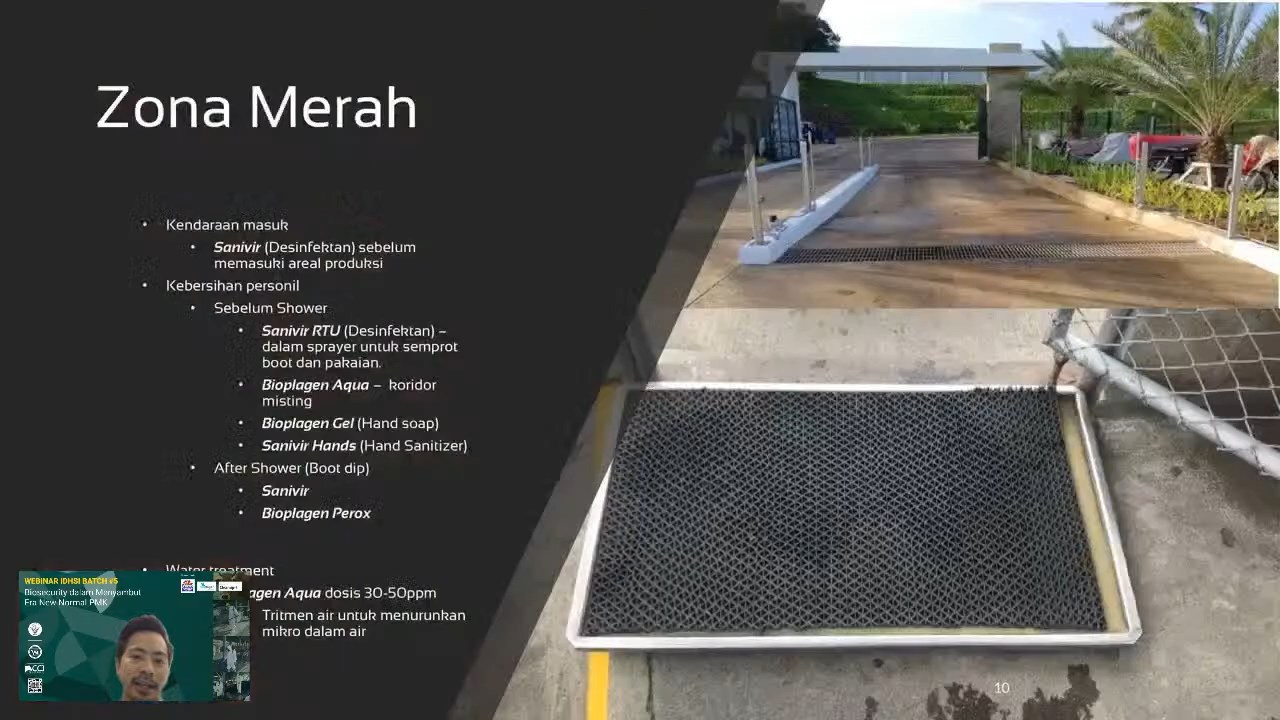 Zona Merah
• Kendaraan masuk
• Sanivir (Desinfektan) sebelum
memasuki areal produksi
• Kebersihan personil
• Sebelum Shower
• Sanivir RTU (Desinfektan) –
dalam sprayer untuk semprot
boot dan pakaian.
• Bioplagen Aqua – koridor
misting
• Bioplagen Gel (Hand soap)
• Sanivir Hands (Hand Sanitizer)
• After Shower (Boot dip)
• Sanivir
• Bioplagen Perox
• Water treatment
agen Aqua dosis 30-50ppm
Tritmen air untuk menurunkan
mikro dalam air
WEBINAR IDHSI BATCH #5
Biosecurity dalam Menyambut
Era New Normal PMK
10